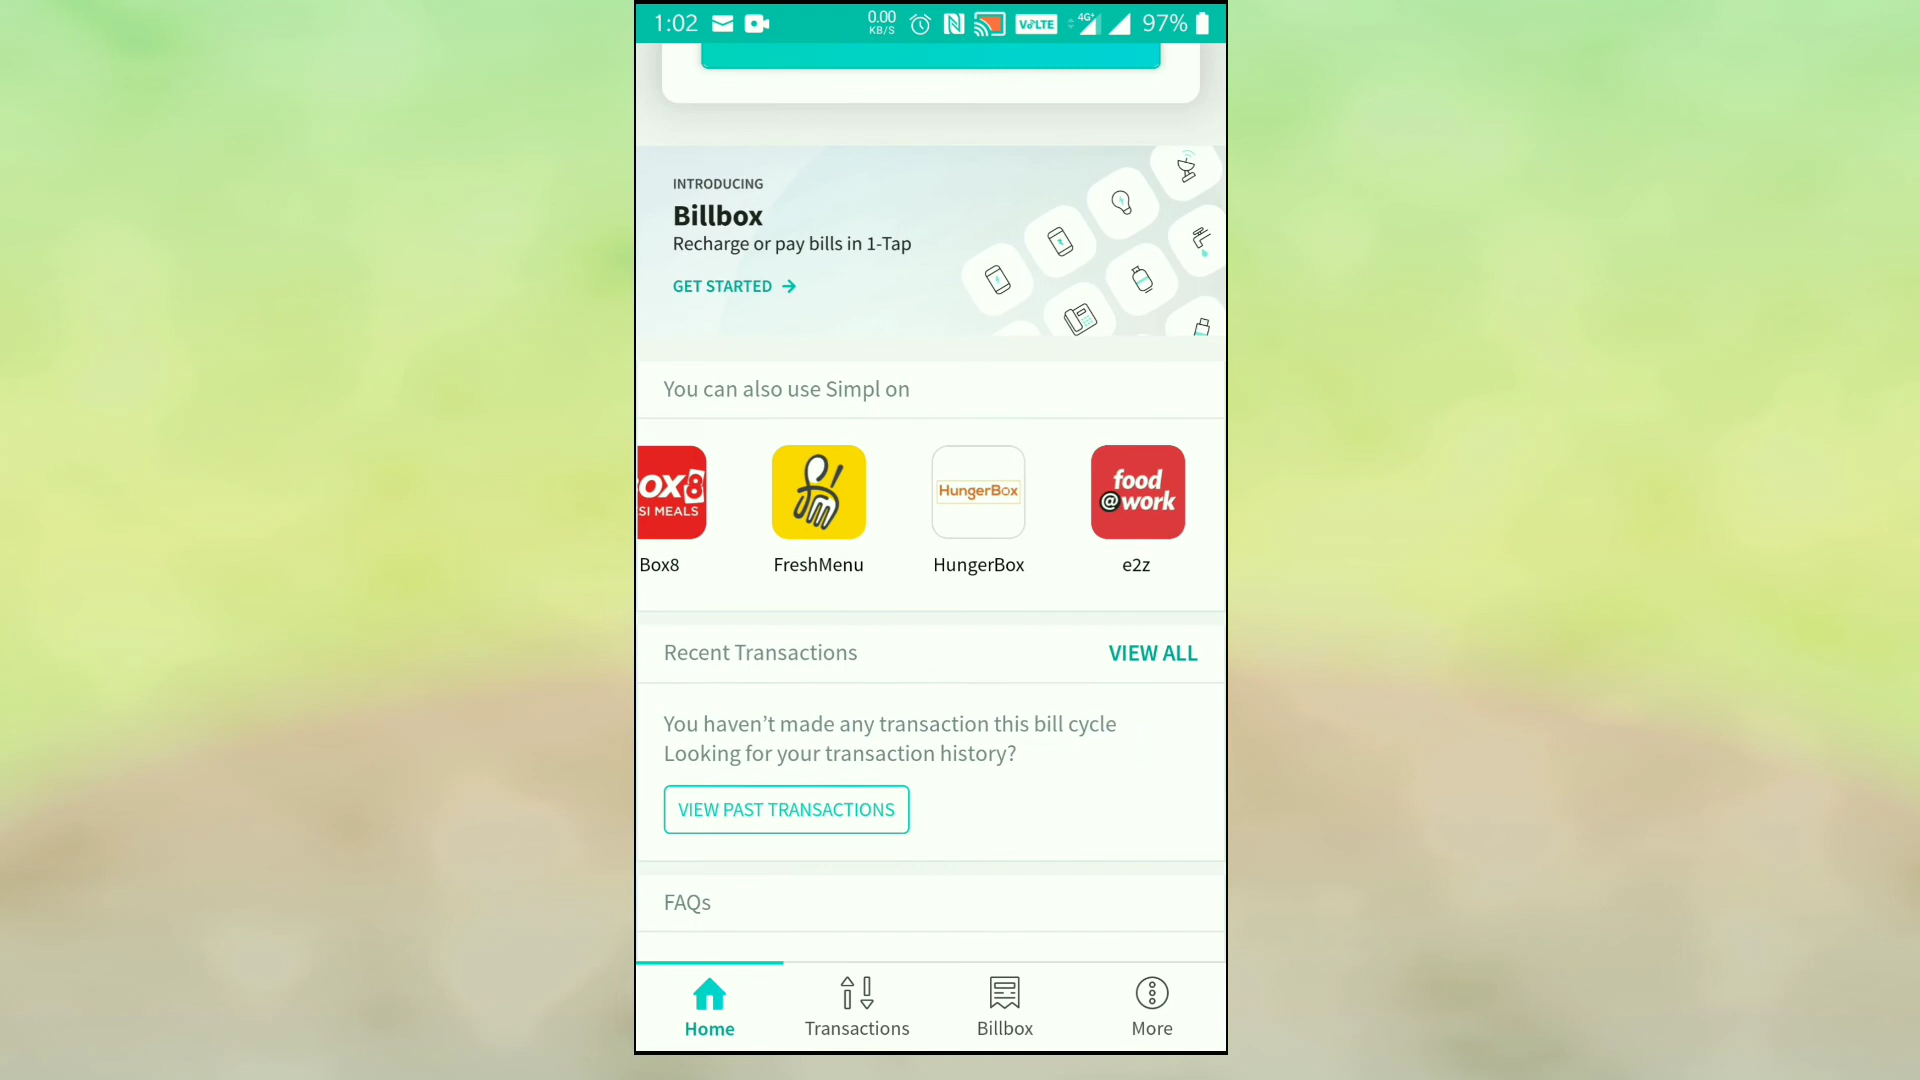 1:02 0.00 KB/S VoLTE 4G+ 97%
INTRODUCING
Billbox
Recharge or pay bills in 1-Tap
GET STARTED →
You can also use Simpl on
OX8
SI MEALS
HungerBox
food
@work
Box8 FreshMenu HungerBox e2z
Recent Transactions VIEW ALL
You haven’t made any transaction this bill cycle
Looking for your transaction history?
VIEW PAST TRANSACTIONS
FAQs
Home Transactions Billbox More